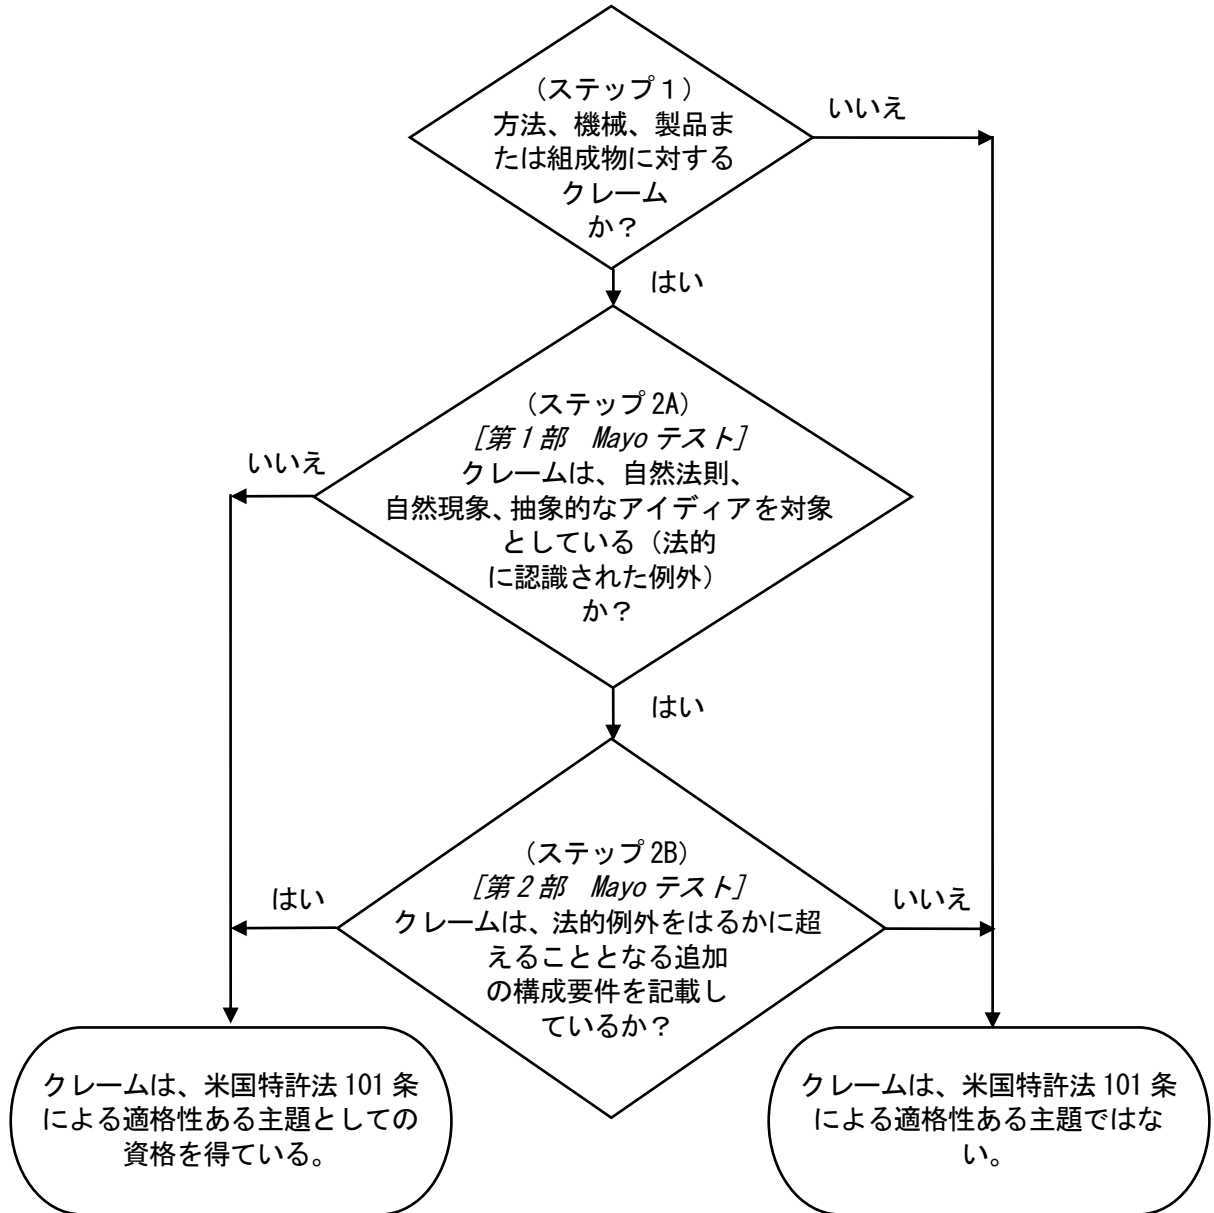 （ステップ１）
方法、機械、製品ま
たは組成物に対する
クレーム
か？
いいえ
はい
（ステップ 2A）
［第 1 部　Mayo テスト］
クレームは、自然法則、
自然現象、抽象的なアイディアを対象
としている（法的
に認識された例外）
か？
いいえ
はい
（ステップ 2B）
［第 2 部　Mayo テスト］
クレームは、法的例外をはるかに超
えることとなる追加
の構成要件を記載し
ているか？
はい
いいえ
クレームは、米国特許法 101 条
による適格性ある主題としての
資格を得ている。
クレームは、米国特許法 101 条
による適格性ある主題ではな
い。